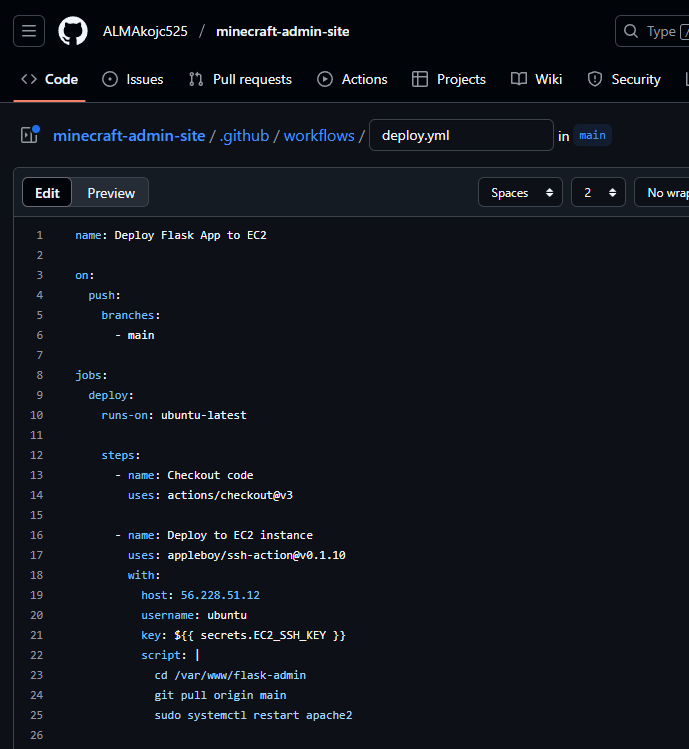 ALMAkojc525 / minecraft-admin-site
Type /
Code Issues Pull requests Actions Projects Wiki Security
minecraft-admin-site / .github / workflows / deploy.yml in main
Edit Preview Spaces 2 No wrap
1 name: Deploy Flask App to EC2
2
3 on:
4 push:
5 branches:
6 - main
7
8 jobs:
9 deploy:
10 runs-on: ubuntu-latest
11
12 steps:
13 - name: Checkout code
14 uses: actions/checkout@v3
15
16 - name: Deploy to EC2 instance
17 uses: appleboy/ssh-action@v0.1.10
18 with:
19 host: 56.228.51.12
20 username: ubuntu
21 key: ${{ secrets.EC2_SSH_KEY }}
22 script: |
23 cd /var/www/flask-admin
24 git pull origin main
25 sudo systemctl restart apache2
26